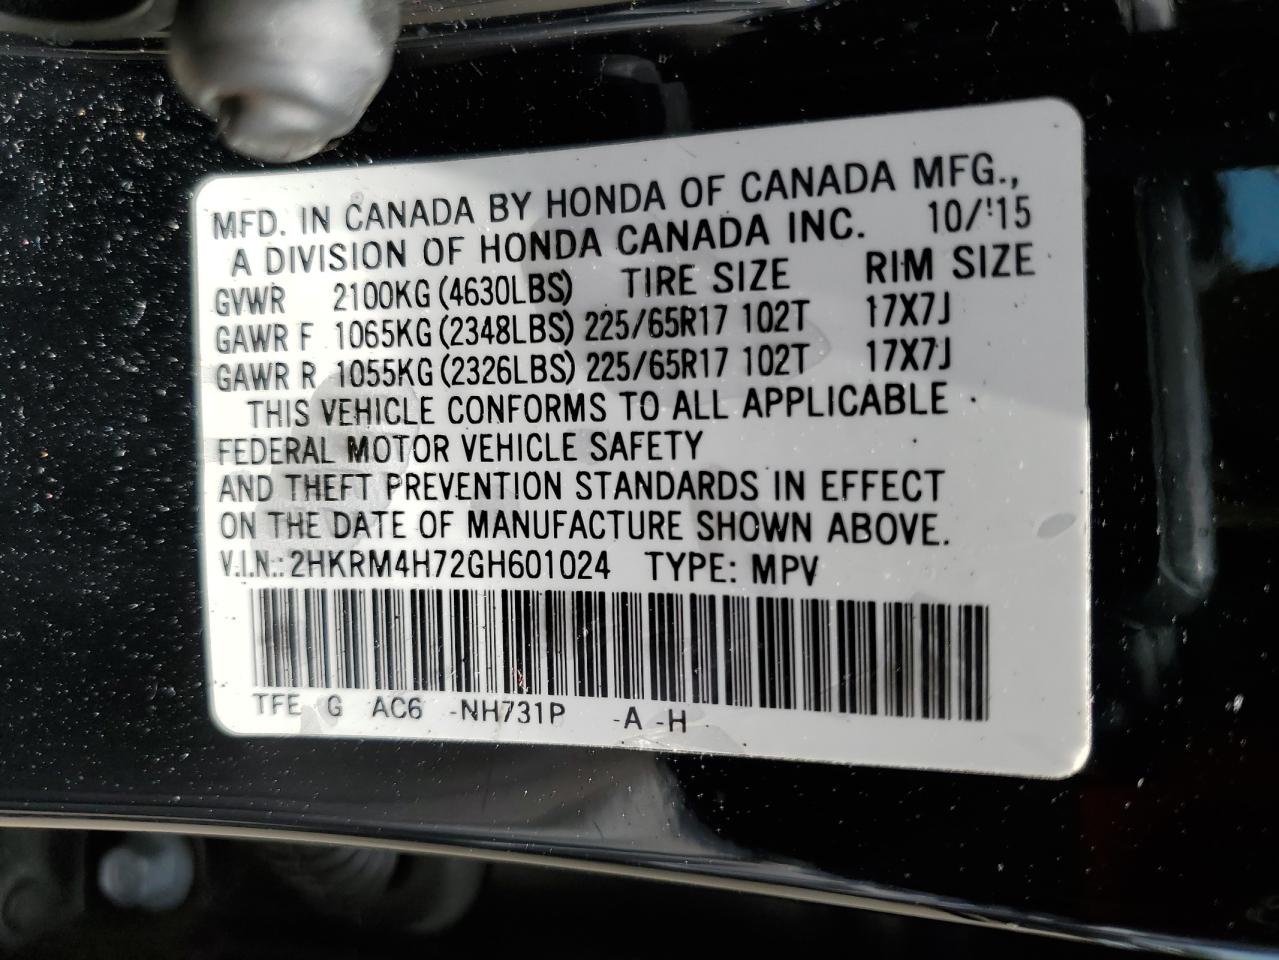 MFD. IN CANADA BY HONDA OF CANADA MFG.,
A DIVISION OF HONDA CANADA INC. 10/'15
GVWR 2100KG (4630LBS) TIRE SIZE RIM SIZE
GAWR F 1065KG (2348LBS) 225/65R17 102T 17X7J
GAWR R 1055KG (2326LBS) 225/65R17 102T 17X7J
THIS VEHICLE CONFORMS TO ALL APPLICABLE
FEDERAL MOTOR VEHICLE SAFETY
AND THEFT PREVENTION STANDARDS IN EFFECT
ON THE DATE OF MANUFACTURE SHOWN ABOVE.
V.I.N.: 2HKRM4H72GH601024 TYPE: MPV
TFE G AC6 -NH731P -A -H